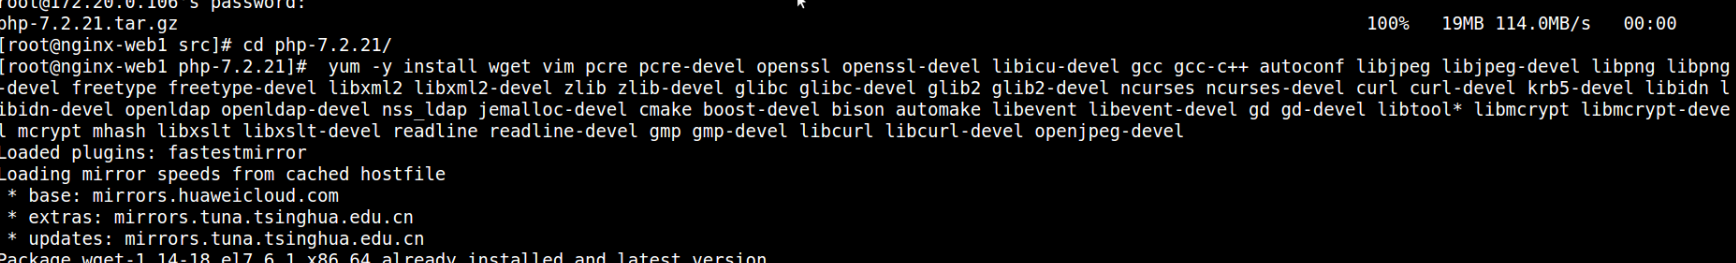 root@172.20.0.106's password:
php-7.2.21.tar.gz 100% 19MB 114.0MB/s 00:00
[root@nginx-web1 src]# cd php-7.2.21/
[root@nginx-web1 php-7.2.21]#  yum -y install wget vim pcre pcre-devel openssl openssl-devel libicu-devel gcc gcc-c++ autoconf libjpeg libjpeg-devel libpng libpng
-devel freetype freetype-devel libxml2 libxml2-devel zlib zlib-devel glibc glibc-devel glib2 glib2-devel ncurses ncurses-devel curl curl-devel krb5-devel libidn l
ibidn-devel openldap openldap-devel nss_ldap jemalloc-devel cmake boost-devel bison automake libevent libevent-devel gd gd-devel libtool* libmcrypt libmcrypt-deve
l mcrypt mhash libxslt libxslt-devel readline readline-devel gmp gmp-devel libcurl libcurl-devel openjpeg-devel
Loaded plugins: fastestmirror
Loading mirror speeds from cached hostfile
* base: mirrors.huaweicloud.com
* extras: mirrors.tuna.tsinghua.edu.cn
* updates: mirrors.tuna.tsinghua.edu.cn
Package wget-1.14-18.el7_6.1.x86_64 already installed and latest version